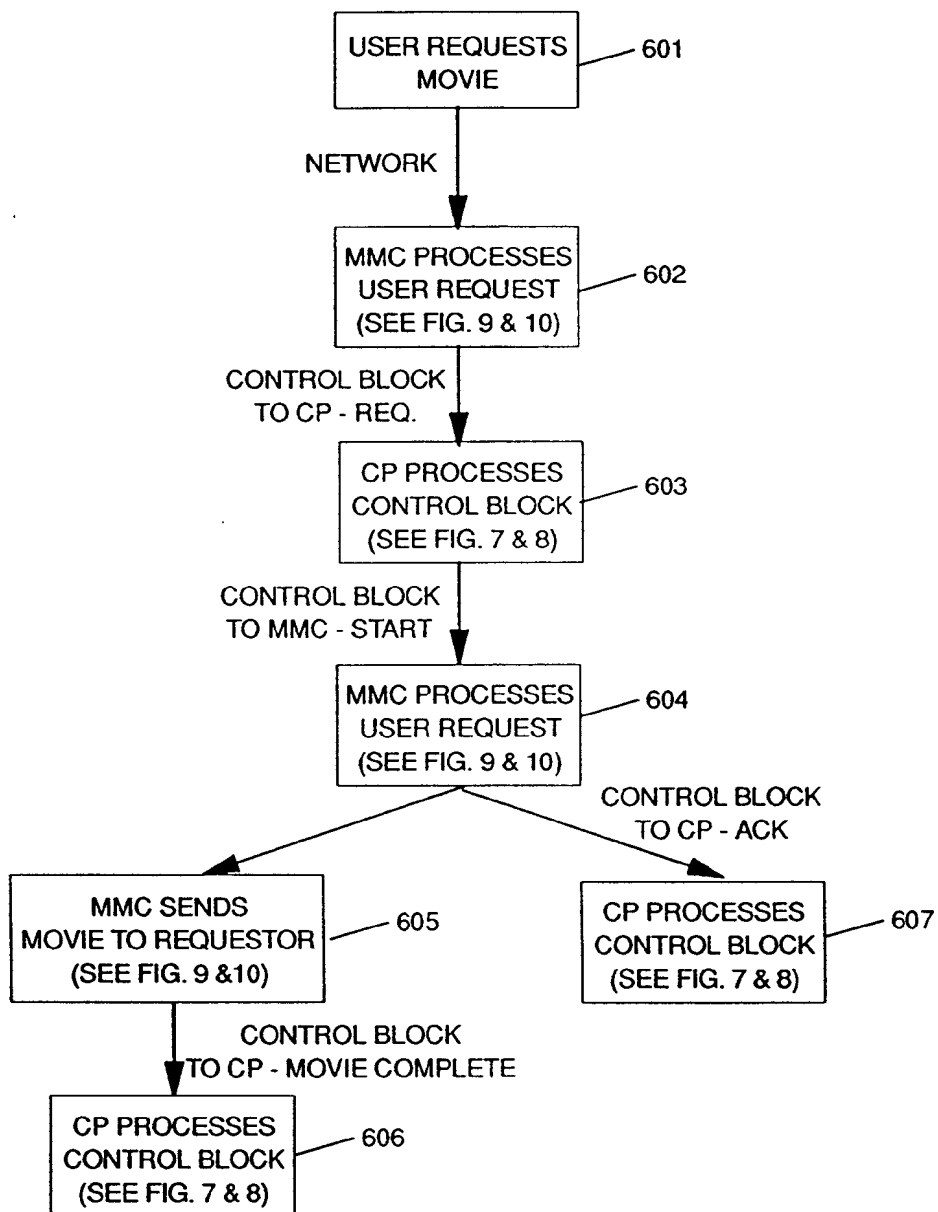 USER REQUESTS
MOVIE
601
NETWORK
MMC PROCESSES
USER REQUEST
(SEE FIG. 9 & 10)
602
CONTROL BLOCK
TO CP - REQ.
CP PROCESSES
CONTROL BLOCK
(SEE FIG. 7 & 8)
603
CONTROL BLOCK
TO MMC - START
MMC PROCESSES
USER REQUEST
(SEE FIG. 9 & 10)
604
CONTROL BLOCK
TO CP - ACK
MMC SENDS
MOVIE TO REQUESTOR
(SEE FIG. 9 &10)
605
CP PROCESSES
CONTROL BLOCK
(SEE FIG. 7 & 8)
607
CONTROL BLOCK
TO CP - MOVIE COMPLETE
CP PROCESSES
CONTROL BLOCK
(SEE FIG. 7 & 8)
606